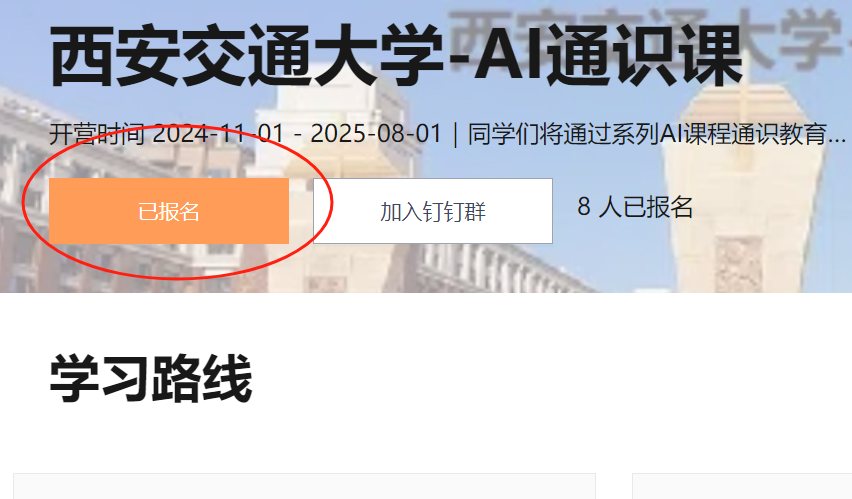 西安交通大学-AI通识课
开营时间 2024-11-01 - 2025-08-01 | 同学们将通过系列AI课程通识教育...
已报名
加入钉钉群
8 人已报名
学习路线